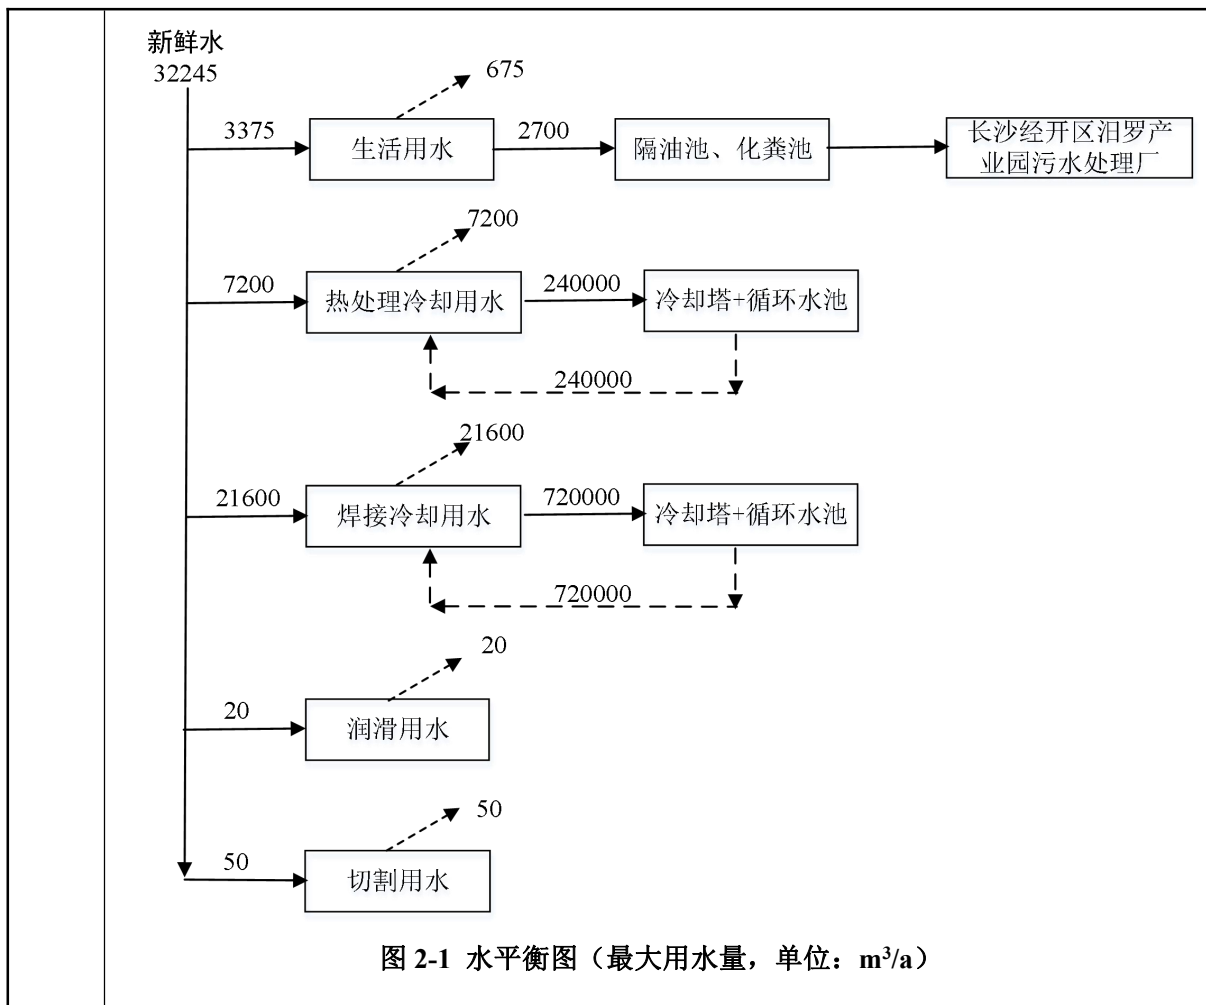 新鲜水
32245
675
3375
生活用水
2700
隔油池、化粪池
长沙经开区汨罗产
业园污水处理厂
7200
7200
热处理冷却用水
240000
冷却塔+循环水池
240000
21600
21600
焊接冷却用水
720000
冷却塔+循环水池
720000
20
20
润滑用水
50
50
切割用水
图 2-1 水平衡图（最大用水量，单位：m³/a）